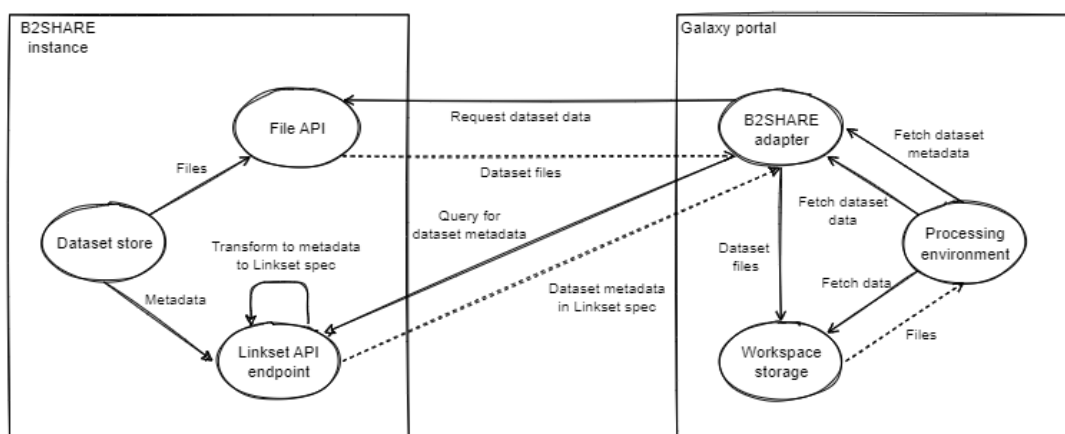 B2SHARE
instance
Galaxy portal
File API
Request dataset data
B2SHARE
adapter
Fetch dataset
metadata
Files
Dataset files
Fetch dataset
data
Query for
dataset metadata
Dataset store
Transform to metadata
to Linkset spec
Dataset
files
Processing
environment
Metadata
Dataset metadata
in Linkset spec
Fetch data
Linkset API
endpoint
Workspace
storage
Files